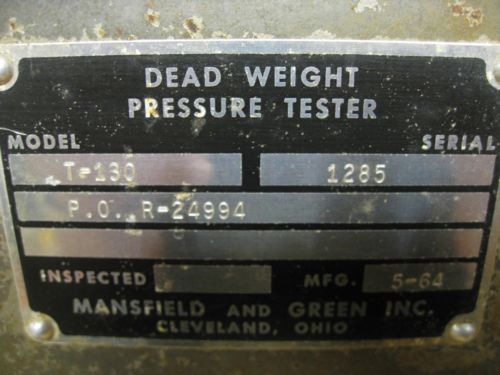 DEAD WEIGHT
PRESSURE TESTER
MODEL SERIAL
T-130 1285
P.O. R-24994
INSPECTED MFG. 5-64
MANSFIELD AND GREEN INC.
CLEVELAND, OHIO